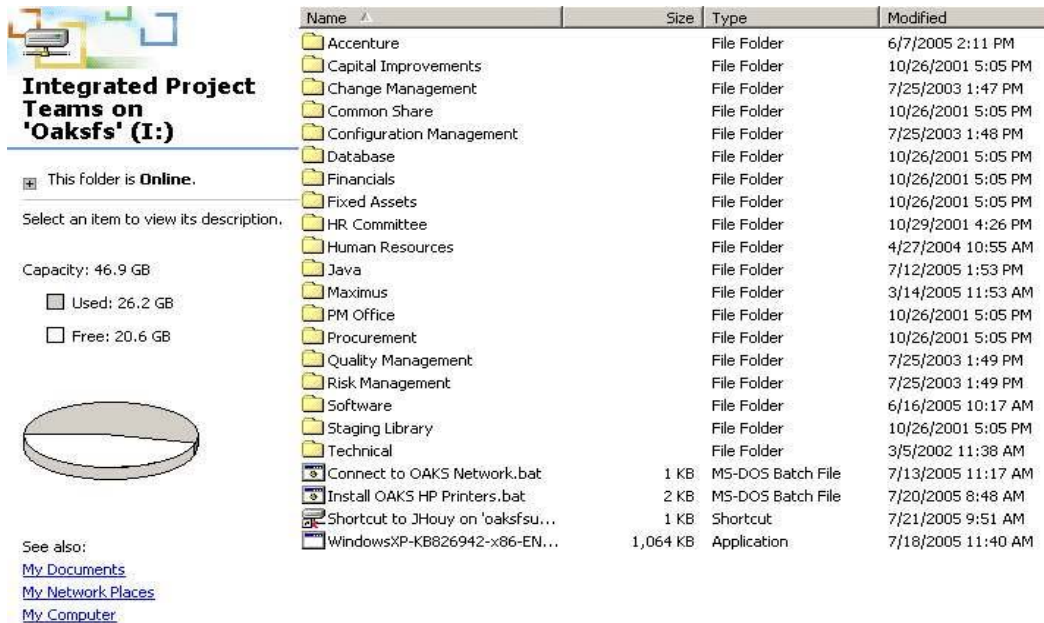 Integrated Project
Teams on
'Oaksfs' (I:)
This folder is Online.
Select an item to view its description.
Capacity: 46.9 GB
Used: 26.2 GB
Free: 20.6 GB
See also:
My Documents
My Network Places
My Computer
Name Size Type Modified
Accenture File Folder 6/7/2005 2:11 PM
Capital Improvements File Folder 10/26/2001 5:05 PM
Change Management File Folder 7/25/2003 1:47 PM
Common Share File Folder 10/26/2001 5:05 PM
Configuration Management File Folder 7/25/2003 1:48 PM
Database File Folder 10/26/2001 5:05 PM
Financials File Folder 10/26/2001 5:05 PM
Fixed Assets File Folder 10/26/2001 5:05 PM
HR Committee File Folder 10/29/2001 4:26 PM
Human Resources File Folder 4/27/2004 10:55 AM
Java File Folder 7/12/2005 1:53 PM
Maximus File Folder 3/14/2005 11:53 AM
PM Office File Folder 10/26/2001 5:05 PM
Procurement File Folder 10/26/2001 5:05 PM
Quality Management File Folder 7/25/2003 1:49 PM
Risk Management File Folder 7/25/2003 1:49 PM
Software File Folder 6/16/2005 10:17 AM
Staging Library File Folder 10/26/2001 5:05 PM
Technical File Folder 3/5/2002 11:38 AM
Connect to OAKS Network.bat 1 KB MS-DOS Batch File 7/13/2005 11:17 AM
Install OAKS HP Printers.bat 2 KB MS-DOS Batch File 7/20/2005 8:48 AM
Shortcut to JHouy on 'oaksfsu... 1 KB Shortcut 7/21/2005 9:51 AM
WindowsXP-KB826942-x86-EN... 1,064 KB Application 7/18/2005 11:40 AM